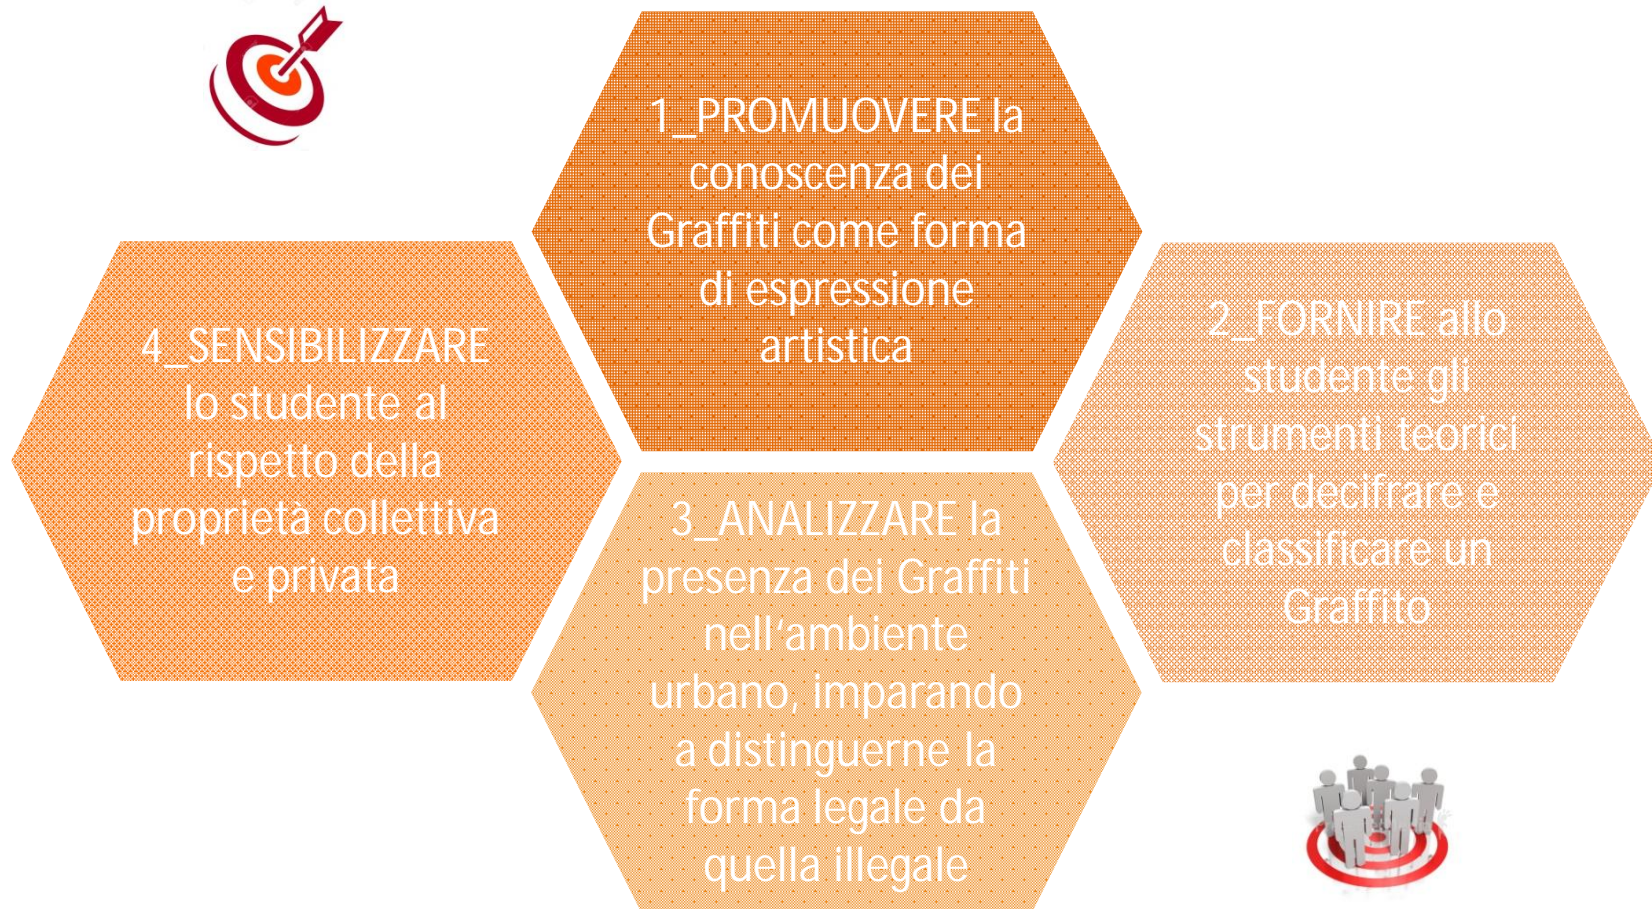 1_PROMUOVERE la
conoscenza dei
Graffiti come forma
di espressione
artistica
2_FORNIRE allo
studente gli
strumenti teorici
per decifrare e
classificare un
Graffito
3_ANALIZZARE la
presenza dei Graffiti
nell‘ambiente
urbano, imparando
a distinguerne la
forma legale da
quella illegale
4_SENSIBILIZZARE
lo studente al
rispetto della
proprietà collettiva
e privata